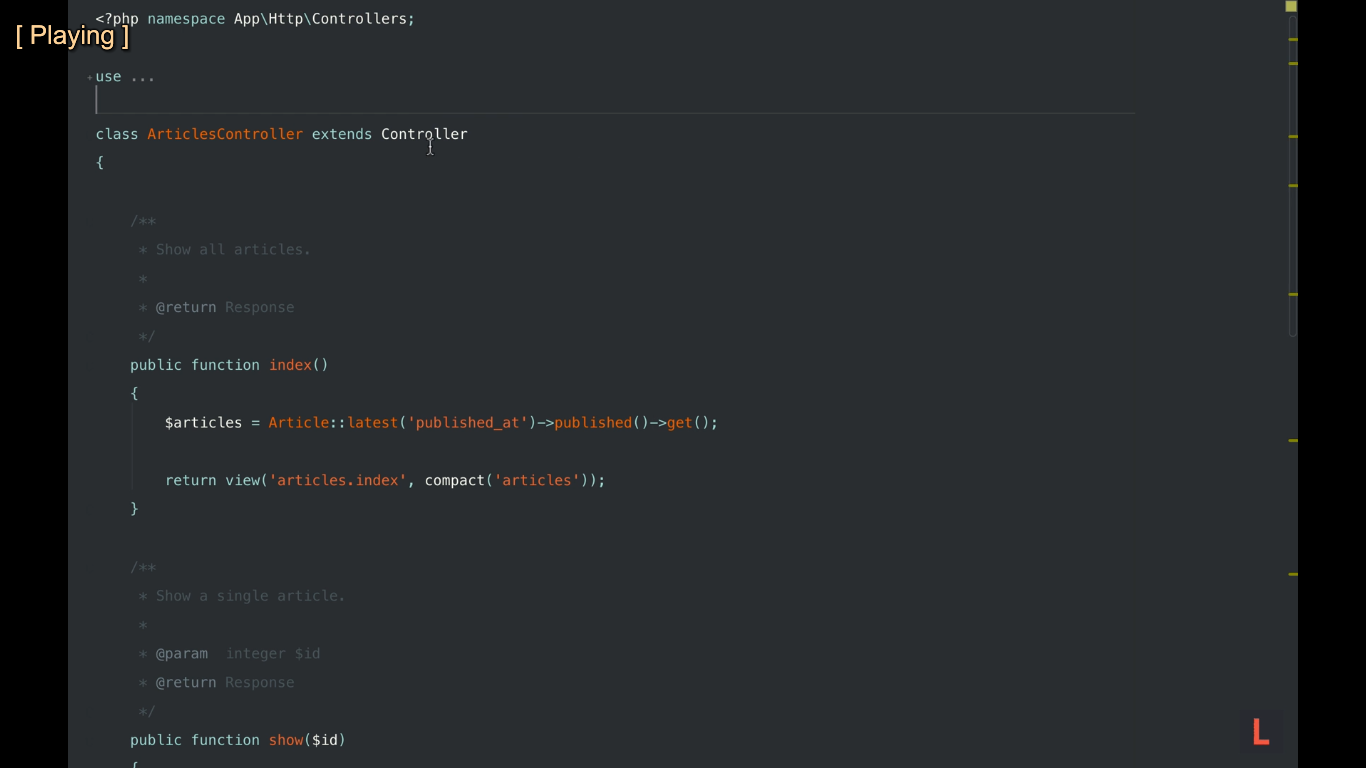 [ Playing ]
<?php namespace App\Http\Controllers;
use ...
class ArticlesController extends Controller
{
/**
* Show all articles.
*
* @return Response
*/
public function index()
{
$articles = Article::latest('published_at')->published()->get();
return view('articles.index', compact('articles'));
}
/**
* Show a single article.
*
* @param  integer $id
* @return Response
*/
public function show($id)
{
L